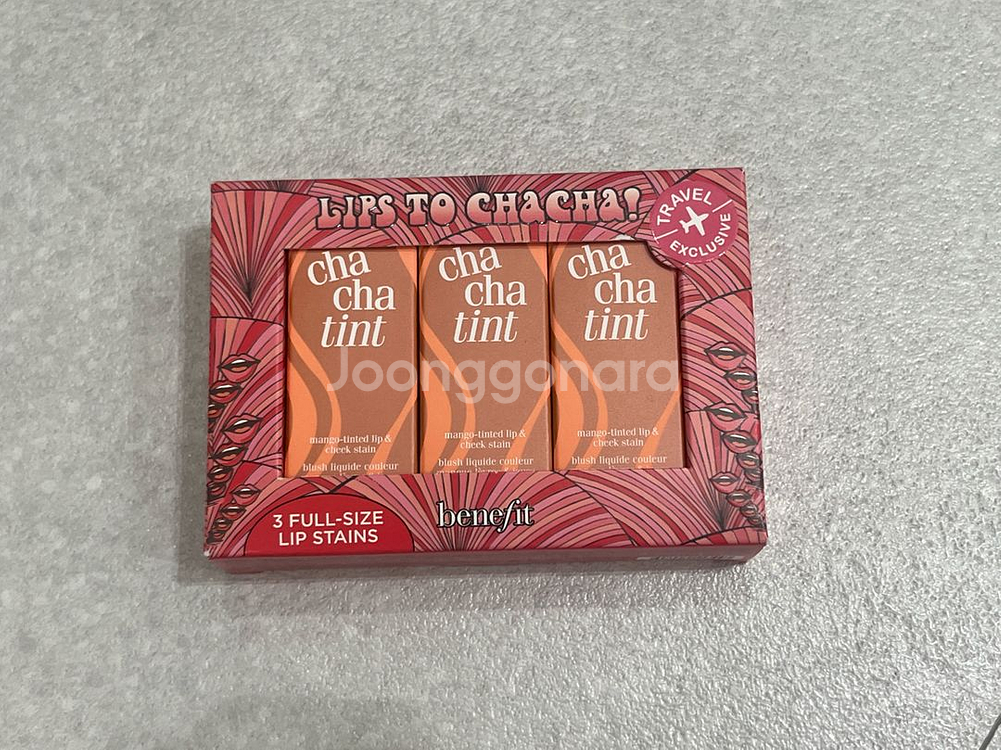 LIPS TO CHACHA!
TRAVEL
EXCLUSIVE
cha
cha
tint
mango-tinted lip &
cheek stain
blush liquide couleur
cha
cha
tint
mango-tinted lip &
cheek stain
blush liquide couleur
cha
cha
tint
mango-tinted lip &
cheek stain
blush liquide couleur
Joonggonara
3 FULL-SIZE
LIP STAINS
benefit